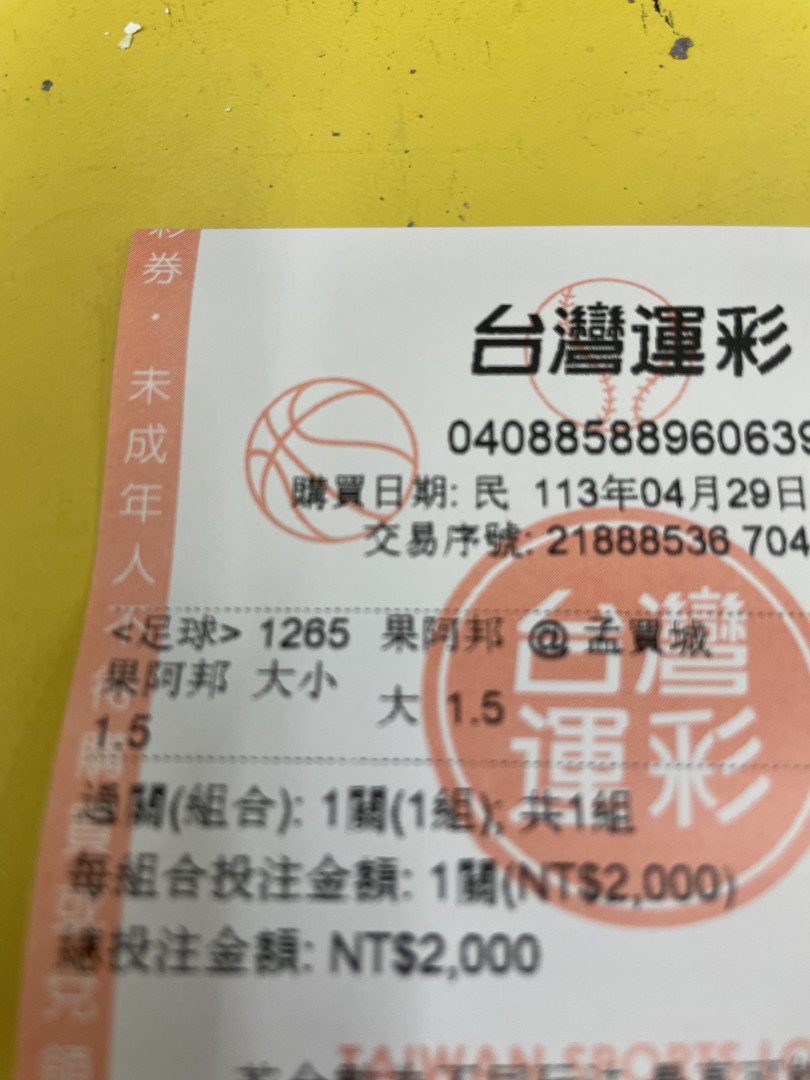 券・未成年人
台灣運彩
04088588960639
購買日期: 民 113年04月29日
交易序號: 21888536 704
台灣運彩
<足球> 1265 果阿邦 @ 孟買城
果阿邦 大小 大 1.5
1.5
過關(組合): 1關(1組); 共1組
每組合投注金額: 1關(NT$2,000)
總投注金額: NT$2,000
TAIWAN SPORTS